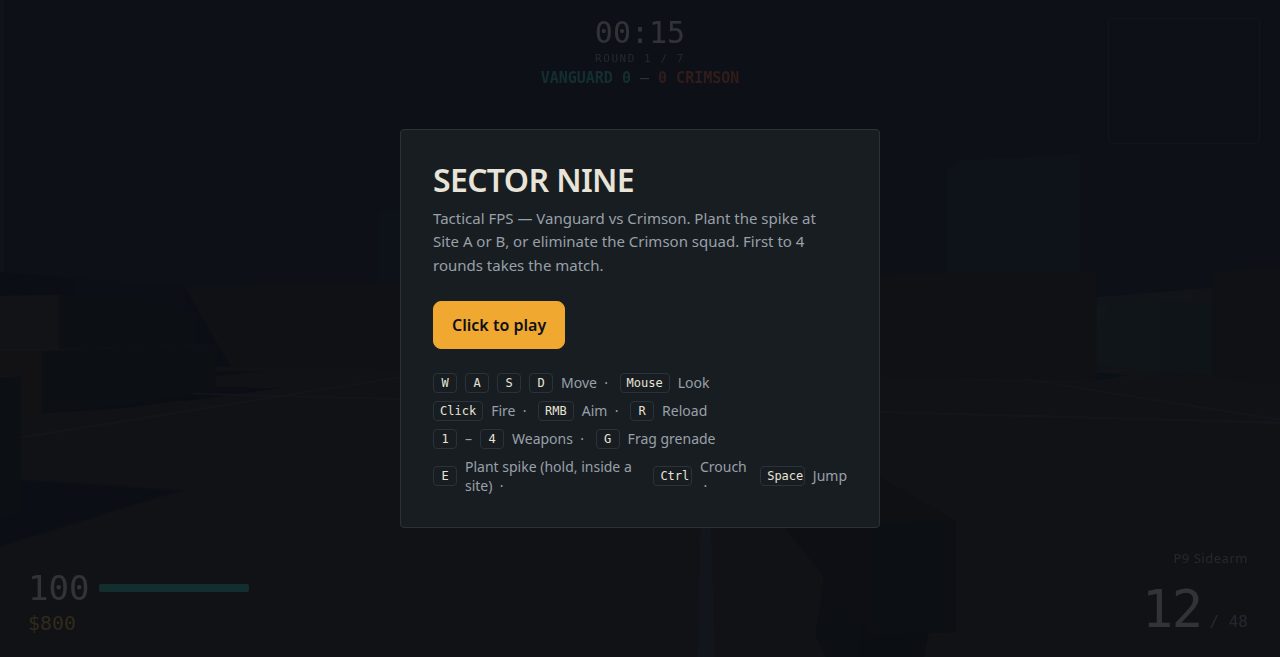 00:15
ROUND 1 / 7
VANGUARD 0 — 0 CRIMSON
SECTOR NINE
Tactical FPS — Vanguard vs Crimson. Plant the spike at
Site A or B, or eliminate the Crimson squad. First to 4
rounds takes the match.
Click to play
W A S D Move · Mouse Look
Click Fire · RMB Aim · R Reload
1 – 4 Weapons · G Frag grenade
E Plant spike (hold, inside a site) · Ctrl Crouch · Space Jump
100
$800
P9 Sidearm
12 / 48